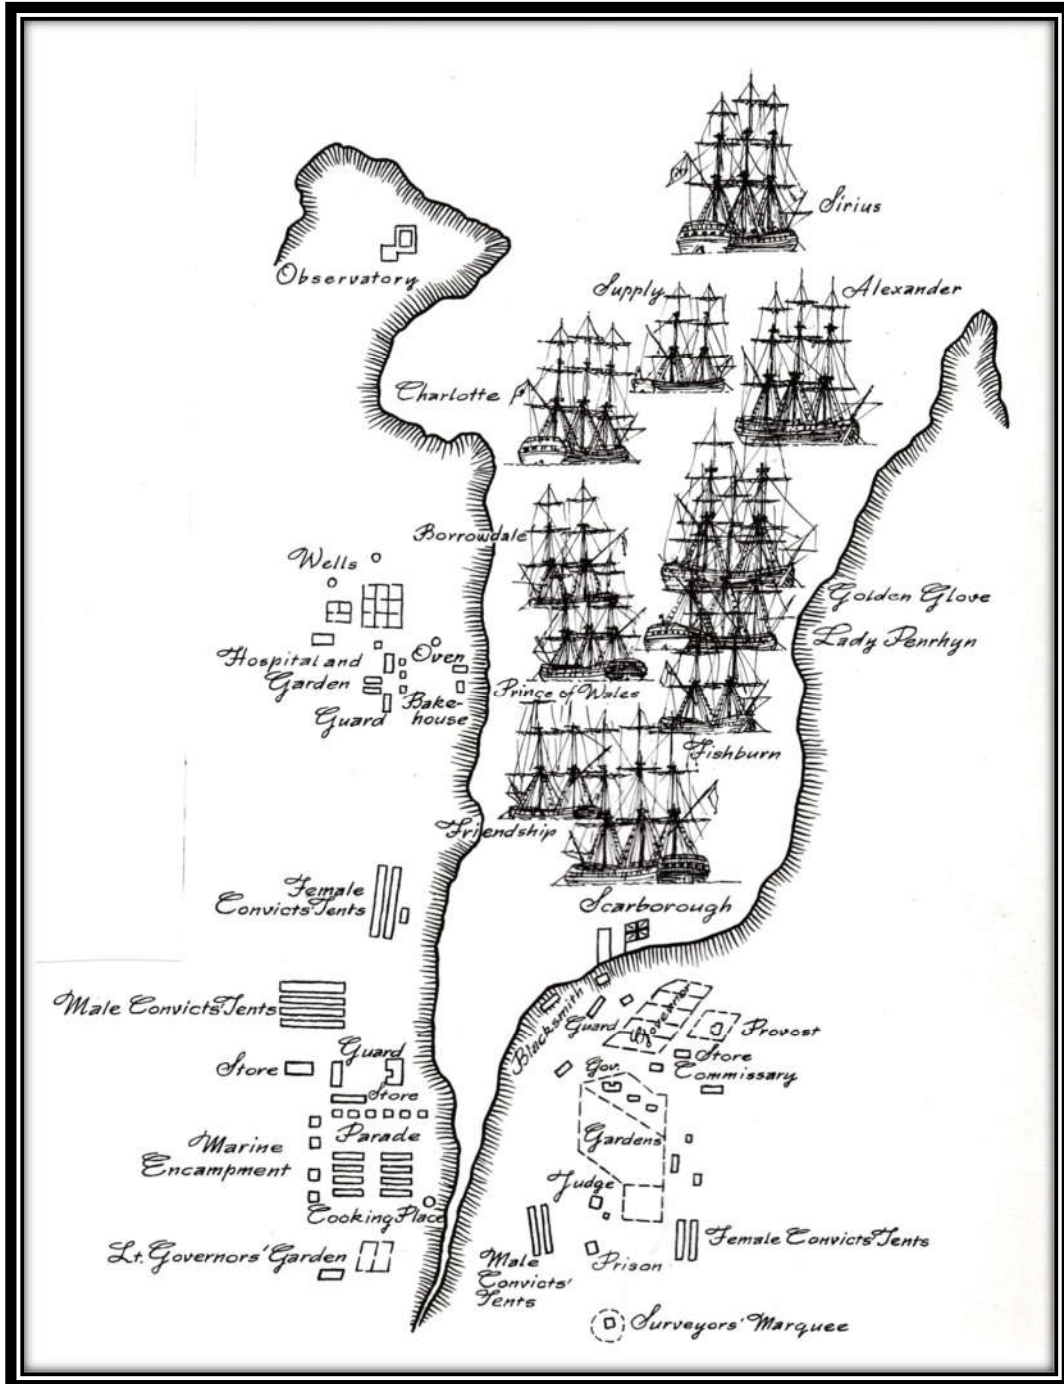 Sirius
Observatory
Supply
Alexander
Charlotte
Borrowdale
Wells
Golden Glove
Lady Penrhyn
Hospital and
Garden
Oven
Guard
Bake-
house
Prince of Wales
Fishburn
Friendship
Female
Convicts' Tents
Scarborough
Male Convicts' Tents
Blacksmith
Guard
Governor
Provost
Store
Guard
Store
Gov.
Store
Commissary
Parade
Gardens
Marine
Encampment
Judge
Cooking Place
Lt. Governors' Garden
Male
Convicts'
Tents
Prison
Female Convicts' Tents
Surveyors' Marquee